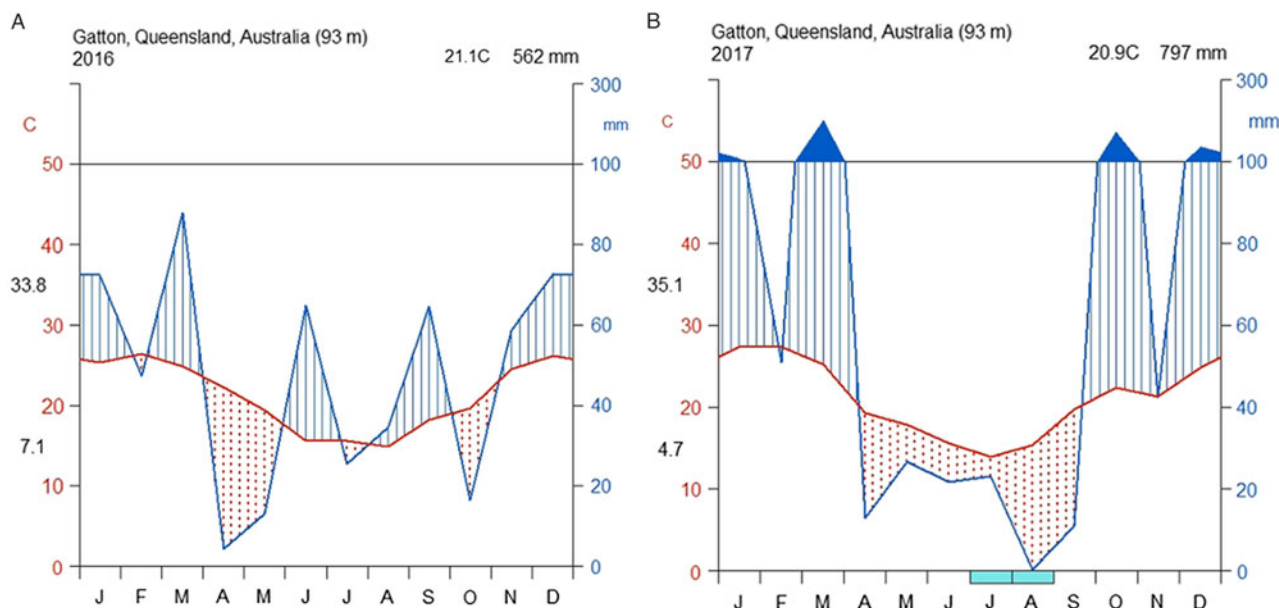 A
Gatton, Queensland, Australia (93 m)
2016
21.1C 562 mm
C
300
mm
50
100
40
80
33.8
30
60
20
40
7.1
10
20
0
0
J F M A M J J A S O N D
B
Gatton, Queensland, Australia (93 m)
2017
20.9C 797 mm
C
300
mm
50
100
40
80
35.1
30
60
20
40
4.7
10
20
0
0
J F M A M J J A S O N D